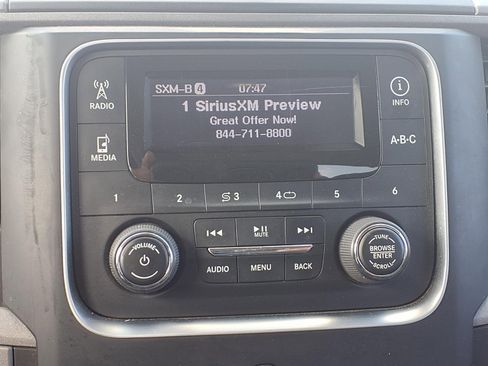 SXM-B 4 07:47
1 SiriusXM Preview
Great Offer Now!
844-711-8800
RADIO
MEDIA
INFO
A•B•C
1 2 3 4 5 6
MUTE
VOLUME
AUDIO MENU BACK
TUNE
BROWSE
ENTER
SCROLL